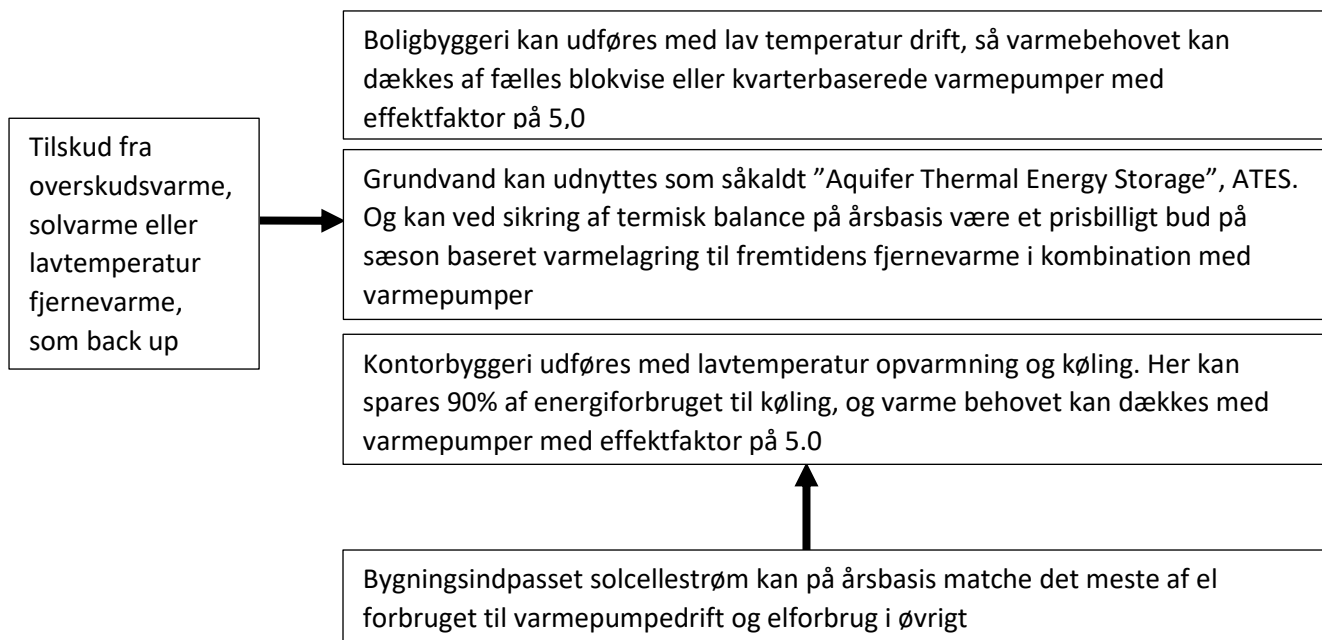 Boligbyggeri kan udføres med lav temperatur drift, så varmebehovet kan
dækkes af fælles blokvise eller kvarterbaserede varmepumper med
effektfaktor på 5,0
Tilskud fra
overskudsvarme,
solvarme eller
lavtemperatur
fjernevarme,
som back up
Grundvand kan udnyttes som såkaldt ”Aquifer Thermal Energy Storage”, ATES.
Og kan ved sikring af termisk balance på årsbasis være et prisbilligt bud på
sæson baseret varmelagring til fremtidens fjernevarme i kombination med
varmepumper
Kontorbyggeri udføres med lavtemperatur opvarmning og køling. Her kan
spares 90% af energiforbruget til køling, og varme behovet kan dækkes med
varmepumper med effektfaktor på 5.0
Bygningsindpasset solcellestrøm kan på årsbasis matche det meste af el
forbruget til varmepumpedrift og elforbrug i øvrigt